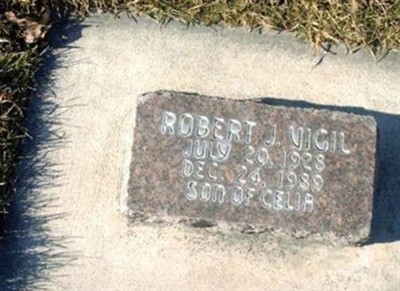 ROBERT J. VIGIL
JULY 20, 1928
DEC. 24, 1989
SON OF CELIA